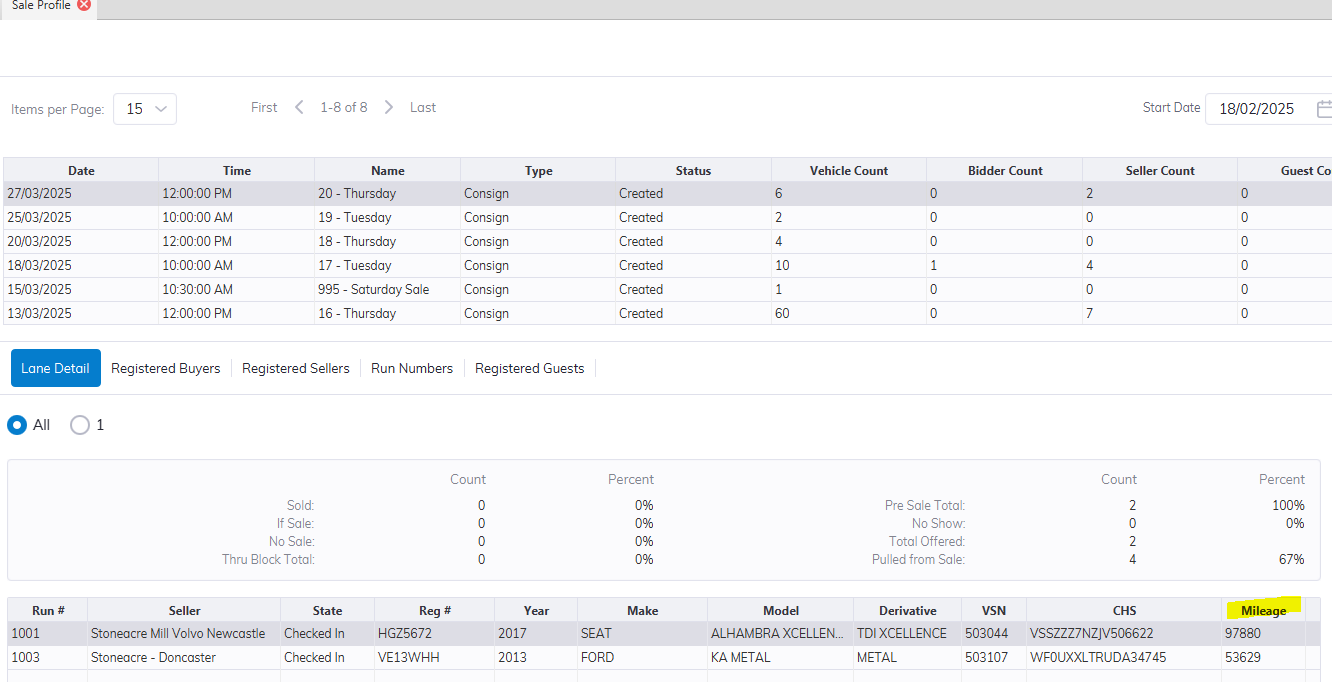 Sale Profile
Items per Page: 15 First 1-8 of 8 Last Start Date 18/02/2025
Date Time Name Type Status Vehicle Count Bidder Count Seller Count Guest Co
27/03/2025 12:00:00 PM 20 - Thursday Consign Created 6 0 2 0
25/03/2025 10:00:00 AM 19 - Tuesday Consign Created 2 0 0 0
20/03/2025 12:00:00 PM 18 - Thursday Consign Created 4 0 0 0
18/03/2025 10:00:00 AM 17 - Tuesday Consign Created 10 1 4 0
15/03/2025 10:30:00 AM 995 - Saturday Sale Consign Created 1 0 0 0
13/03/2025 12:00:00 PM 16 - Thursday Consign Created 60 0 7 0
Lane Detail Registered Buyers Registered Sellers Run Numbers Registered Guests
All 1
Count Percent Count Percent
Sold: 0 0% Pre Sale Total: 2 100%
If Sale: 0 0% No Show: 0 0%
No Sale: 0 0% Total Offered: 2
Thru Block Total: 0 0% Pulled from Sale: 4 67%
Run # Seller State Reg # Year Make Model Derivative VSN CHS Mileage
1001 Stoneacre Mill Volvo Newcastle Checked In HGZ5672 2017 SEAT ALHAMBRA XCELLEN... TDI XCELLENCE 503044 VSSZZZ7NZJV506622 97880
1003 Stoneacre - Doncaster Checked In VE13WHH 2013 FORD KA METAL METAL 503107 WF0UXXLTRUDA34745 53629